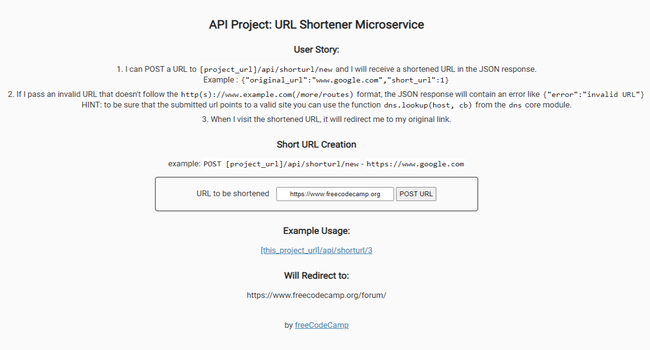 API Project: URL Shortener Microservice
User Story:
1. I can POST a URL to [project_url]/api/shorturl/new and I will receive a shortened URL in the JSON response.
Example : {"original_url":"www.google.com","short_url":1}
2. If I pass an invalid URL that doesn't follow the http(s)://www.example.com(/more/routes) format, the JSON response will contain an error like {"error":"invalid URL"}
HINT: to be sure that the submitted url points to a valid site you can use the function dns.lookup(host, cb) from the dns core module.
3. When I visit the shortened URL, it will redirect me to my original link.
Short URL Creation
example: POST [project_url]/api/shorturl/new - https://www.google.com
URL to be shortened https://www.freecodecamp.org POST URL
Example Usage:
[this_project_url]/api/shorturl/3
Will Redirect to:
https://www.freecodecamp.org/forum/
by freeCodeCamp